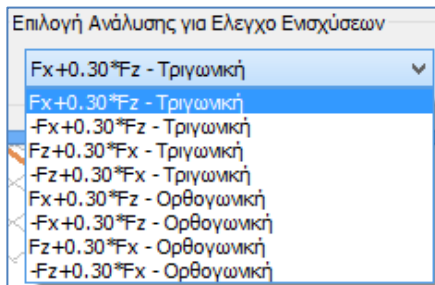 Επιλογή Ανάλυσης για Ελεγχο Ενισχύσεων
Fx+0.30*Fz - Τριγωνική
Fx+0.30*Fz - Τριγωνική
-Fx+0.30*Fz - Τριγωνική
Fz+0.30*Fx - Τριγωνική
-Fz+0.30*Fx - Τριγωνική
Fx+0.30*Fz - Ορθογωνική
-Fx+0.30*Fz - Ορθογωνική
Fz+0.30*Fx - Ορθογωνική
-Fz+0.30*Fx - Ορθογωνική